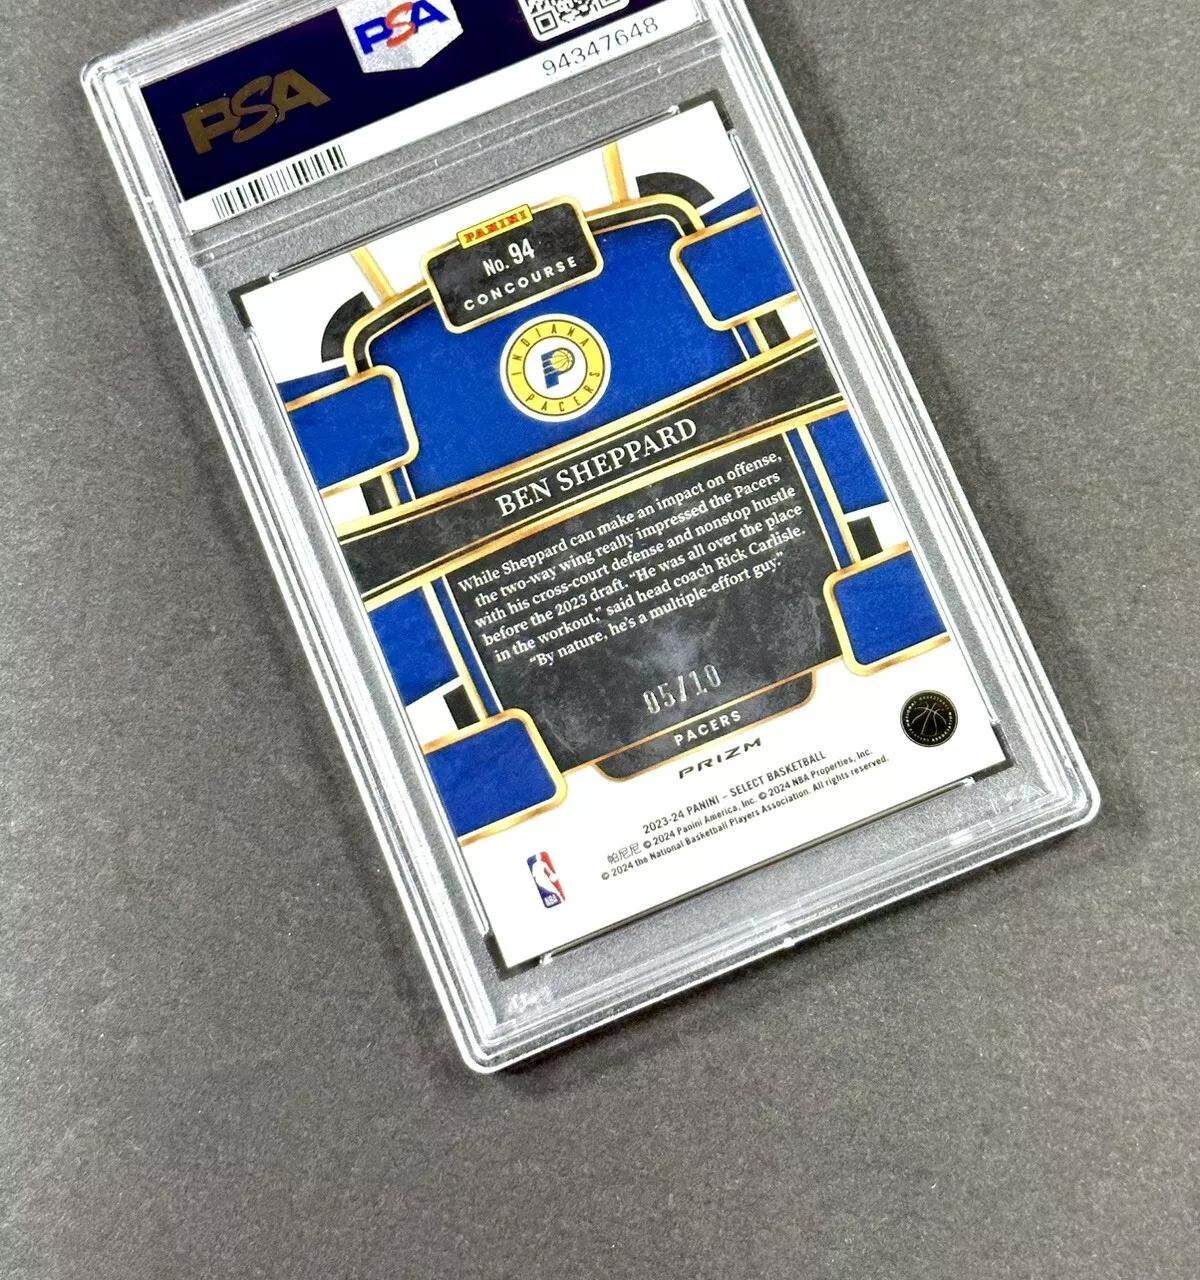 PSA
94347648
PSA
PANINI
No. 94
CONCOURSE
INDIANA
PACERS
BEN SHEPPARD
While Sheppard can make an impact on offense,
the two-way wing really impressed the Pacers
with his cross-court defense and nonstop hustle
before the 2023 draft. “He was all over the place
in the workout,” said head coach Rick Carlisle.
“By nature, he’s a multiple-effort guy.”
05/10
PACERS
PRIZM
2023-24 PANINI – SELECT BASKETBALL
帕尼尼 © 2024 Panini America, Inc. © 2024 NBA Properties, Inc.
© 2024 the National Basketball Players Association. All rights reserved.
NBA